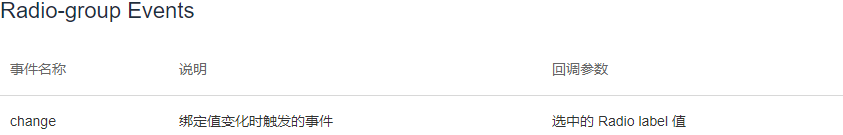 Radio-group Events
事件名称 说明 回调参数
change 绑定值变化时触发的事件 选中的 Radio label 值